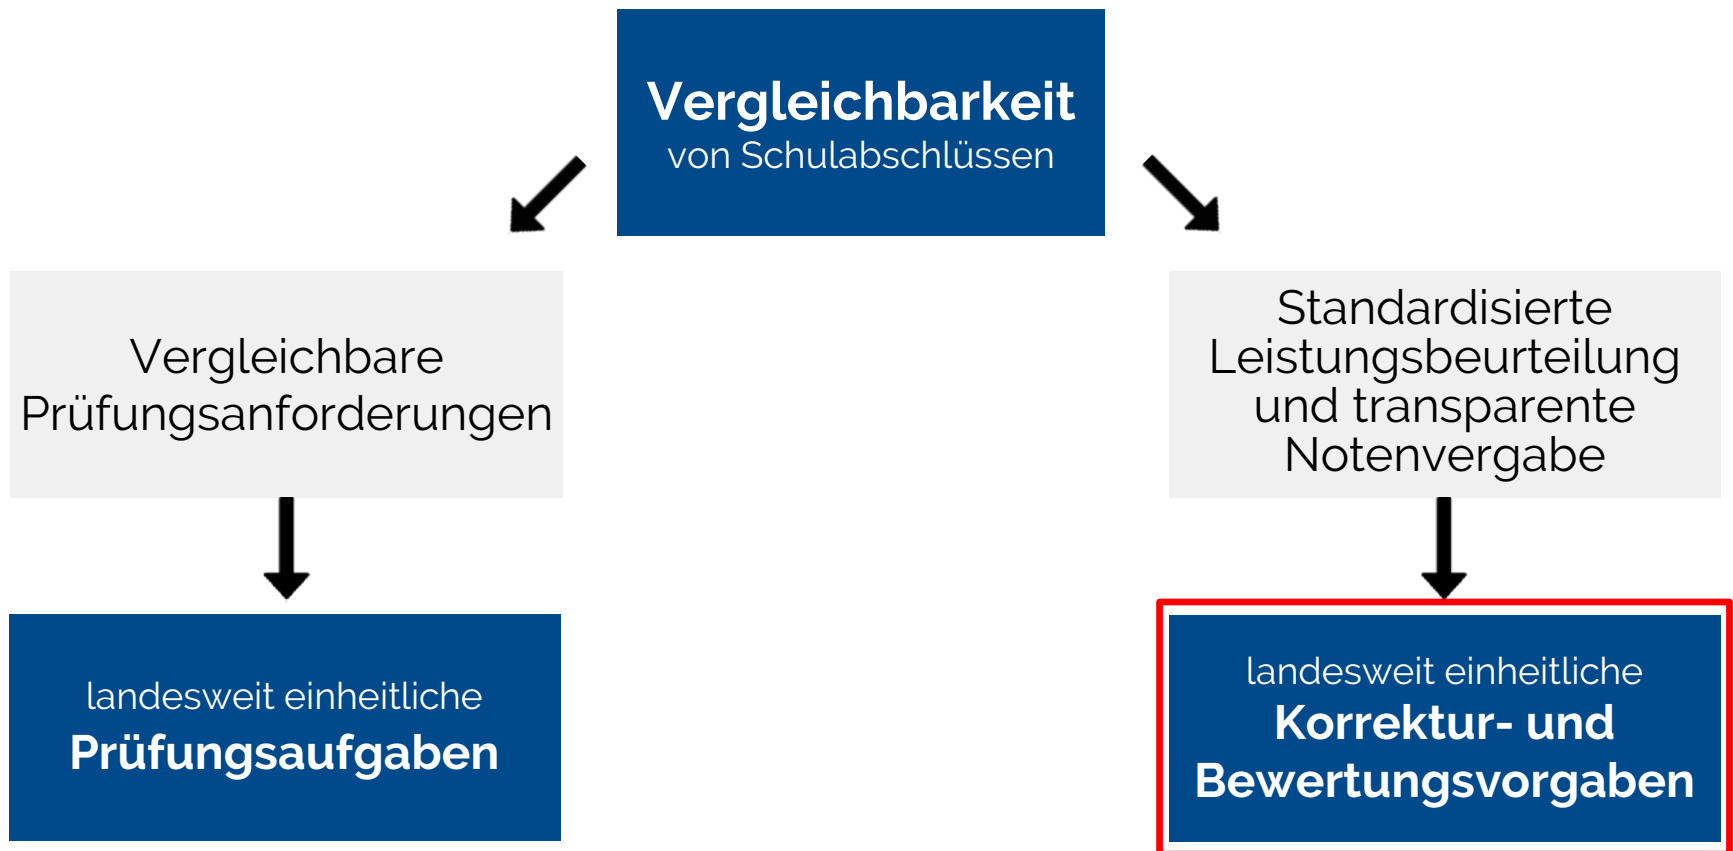 Vergleichbarkeit
von Schulabschlüssen
Vergleichbare
Prüfungsanforderungen
Standardisierte
Leistungsbeurteilung
und transparente
Notenvergabe
landesweit einheitliche
Prüfungsaufgaben
landesweit einheitliche
Korrektur- und
Bewertungsvorgaben